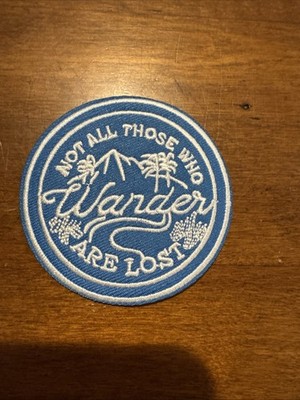 NOT ALL THOSE WHO
Wander
ARE LOST